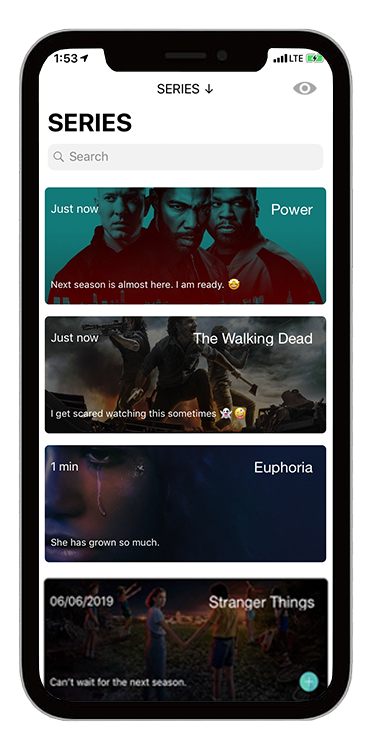 1:53 LTE
SERIES ↓
SERIES
Search
Just now Power
Next season is almost here. I am ready. 🤩
Just now The Walking Dead
I get scared watching this sometimes 👻🤪
1 min Euphoria
She has grown so much.
06/06/2019 Stranger Things
Can't wait for the next season.